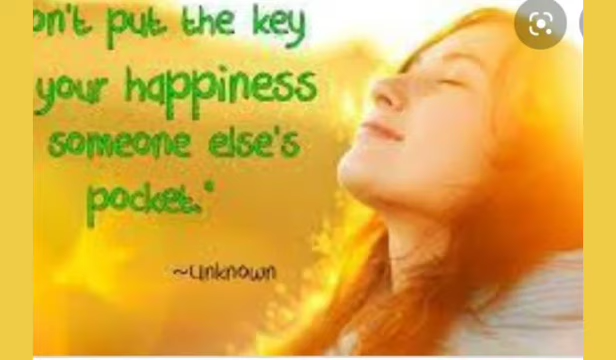 on't put the key
your happiness
someone else's
pocket."
~unknown